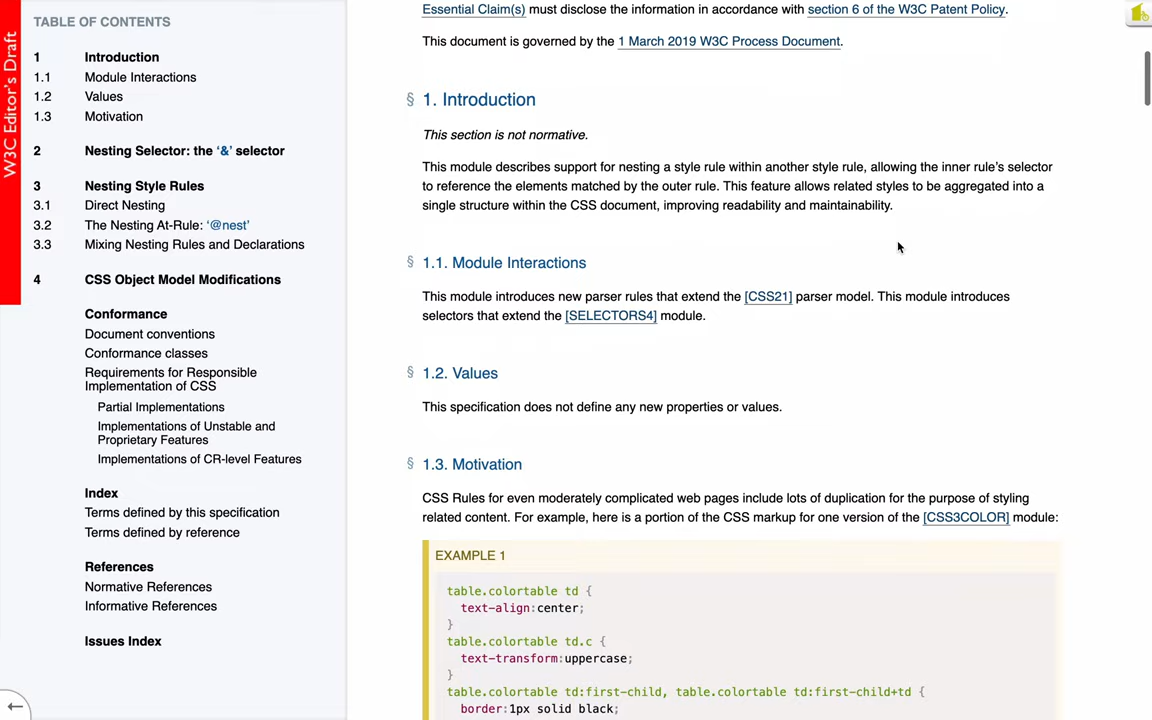 W3C Editor's Draft
TABLE OF CONTENTS
1 Introduction
1.1 Module Interactions
1.2 Values
1.3 Motivation
2 Nesting Selector: the ‘&’ selector
3 Nesting Style Rules
3.1 Direct Nesting
3.2 The Nesting At-Rule: ‘@nest’
3.3 Mixing Nesting Rules and Declarations
4 CSS Object Model Modifications
Conformance
Document conventions
Conformance classes
Requirements for Responsible
Implementation of CSS
Partial Implementations
Implementations of Unstable and
Proprietary Features
Implementations of CR-level Features
Index
Terms defined by this specification
Terms defined by reference
References
Normative References
Informative References
Issues Index
Essential Claim(s) must disclose the information in accordance with section 6 of the W3C Patent Policy.
This document is governed by the 1 March 2019 W3C Process Document.
§ 1. Introduction
This section is not normative.
This module describes support for nesting a style rule within another style rule, allowing the inner rule’s selector
to reference the elements matched by the outer rule. This feature allows related styles to be aggregated into a
single structure within the CSS document, improving readability and maintainability.
§ 1.1. Module Interactions
This module introduces new parser rules that extend the [CSS21] parser model. This module introduces
selectors that extend the [SELECTORS4] module.
§ 1.2. Values
This specification does not define any new properties or values.
§ 1.3. Motivation
CSS Rules for even moderately complicated web pages include lots of duplication for the purpose of styling
related content. For example, here is a portion of the CSS markup for one version of the [CSS3COLOR] module:
EXAMPLE 1
table.colortable td {
text-align:center;
}
table.colortable td.c {
text-transform:uppercase;
}
table.colortable td:first-child, table.colortable td:first-child+td {
border:1px solid black;